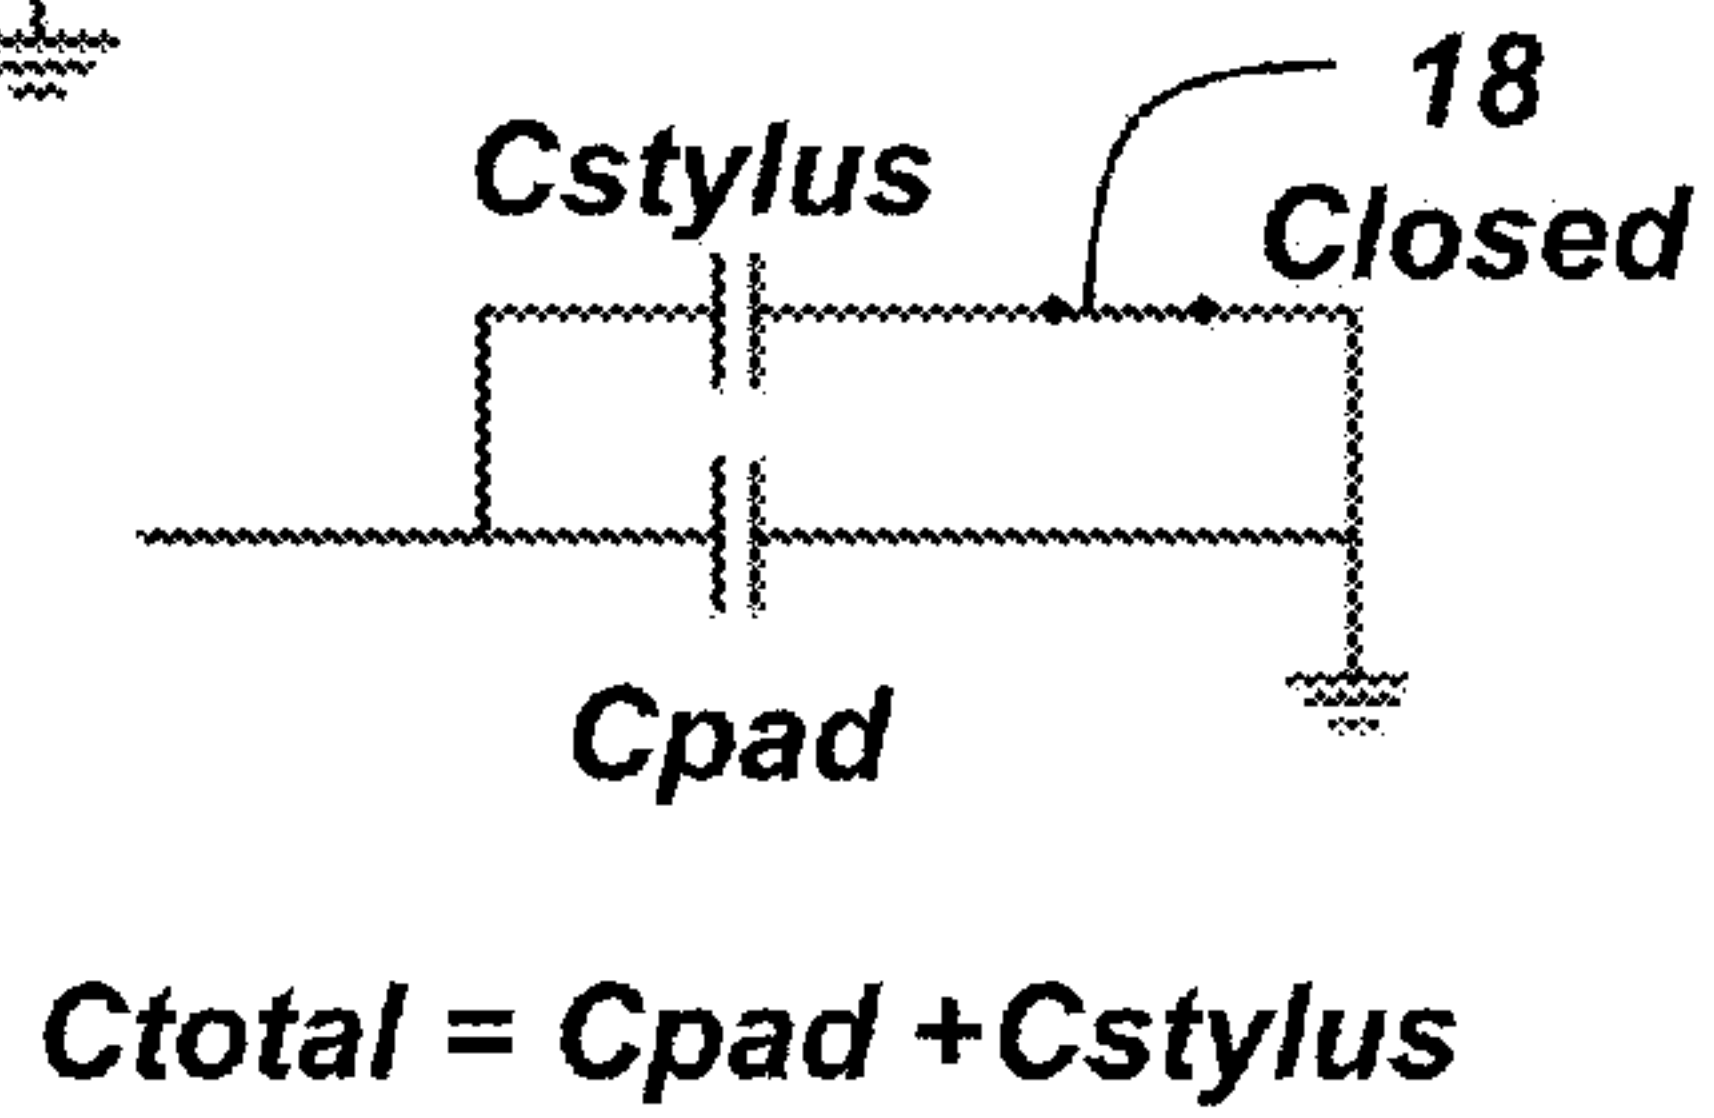 18
Closed
Cstylus
Cpad
Ctotal = Cpad +Cstylus